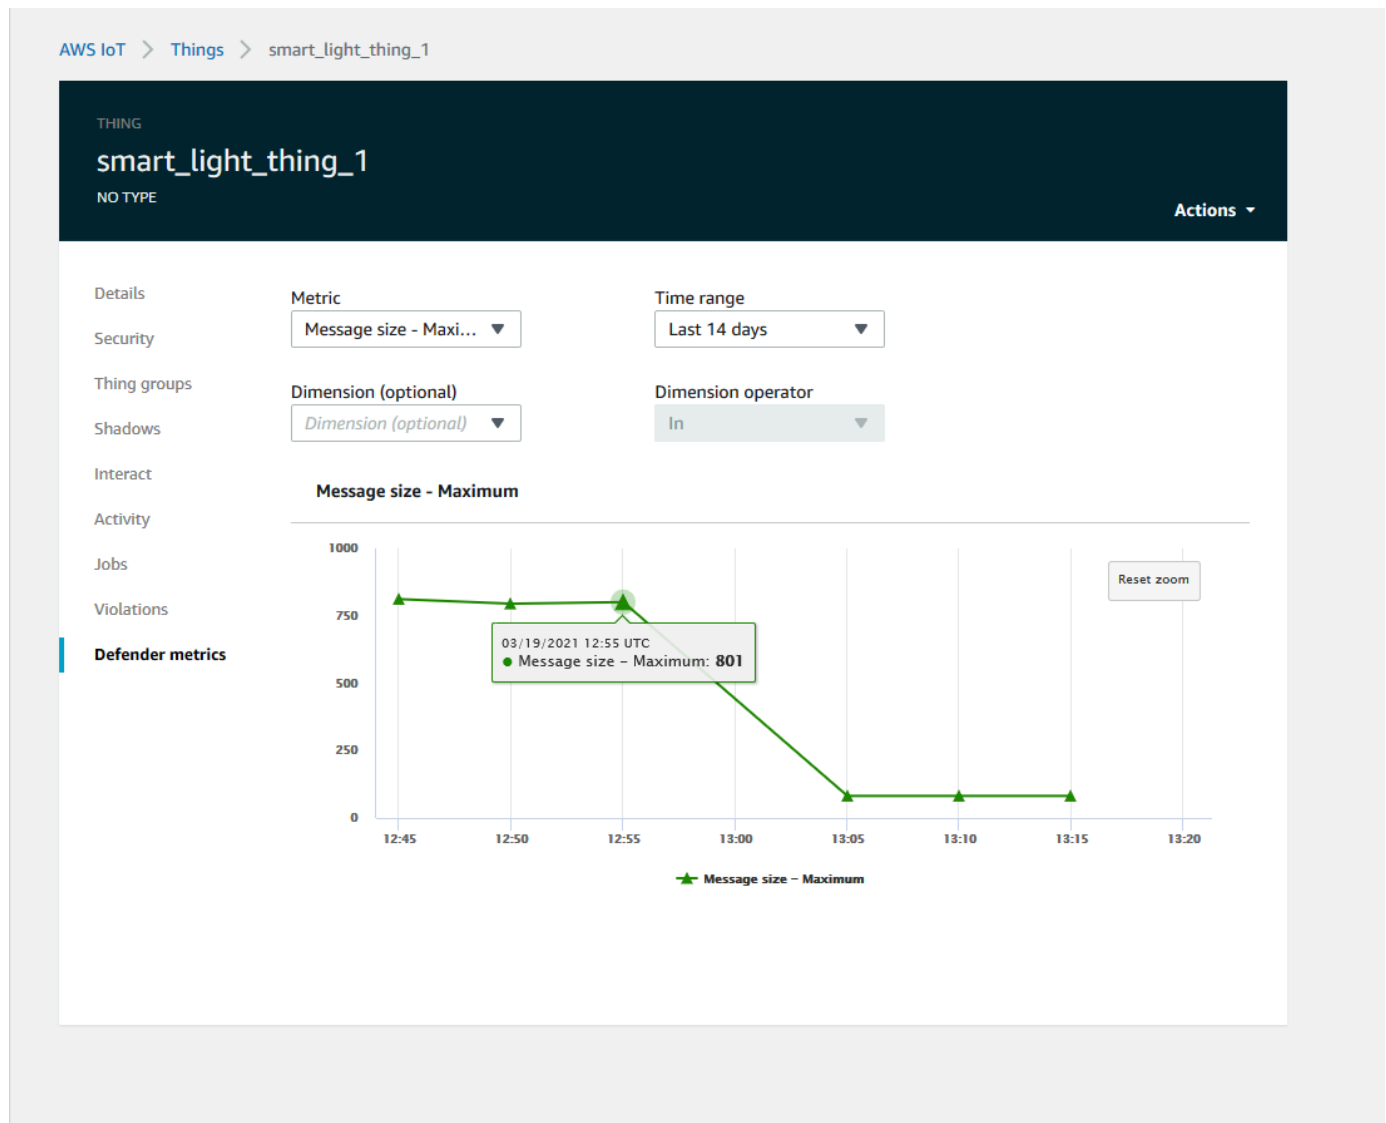 AWS IoT > Things > smart_light_thing_1
THING
smart_light_thing_1
NO TYPE
Actions
Details
Security
Thing groups
Shadows
Interact
Activity
Jobs
Violations
Defender metrics
Metric
Message size - Maxi...
Time range
Last 14 days
Dimension (optional)
Dimension (optional)
Dimension operator
In
Message size - Maximum
Reset zoom
1000
750
500
250
0
03/19/2021 12:55 UTC
Message size – Maximum: 801
12:45 12:50 12:55 13:00 13:05 13:10 13:15 13:20
Message size – Maximum